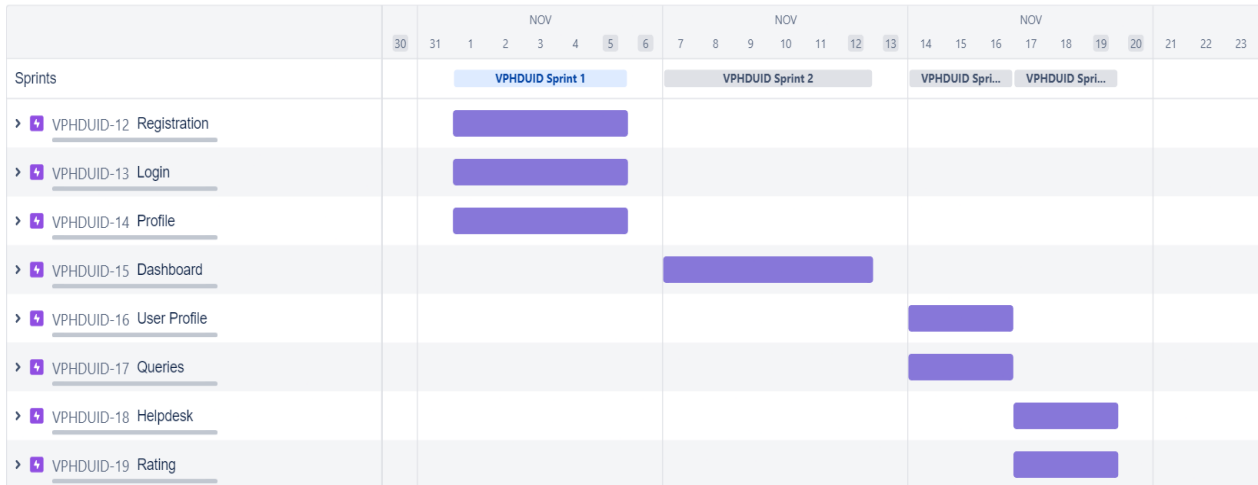 NOV NOV NOV
30 31 1 2 3 4 5 6 7 8 9 10 11 12 13 14 15 16 17 18 19 20 21 22 23
Sprints VPHDUID Sprint 1 VPHDUID Sprint 2 VPHDUID Spri... VPHDUID Spri...
VPHDUID-12 Registration
VPHDUID-13 Login
VPHDUID-14 Profile
VPHDUID-15 Dashboard
VPHDUID-16 User Profile
VPHDUID-17 Queries
VPHDUID-18 Helpdesk
VPHDUID-19 Rating